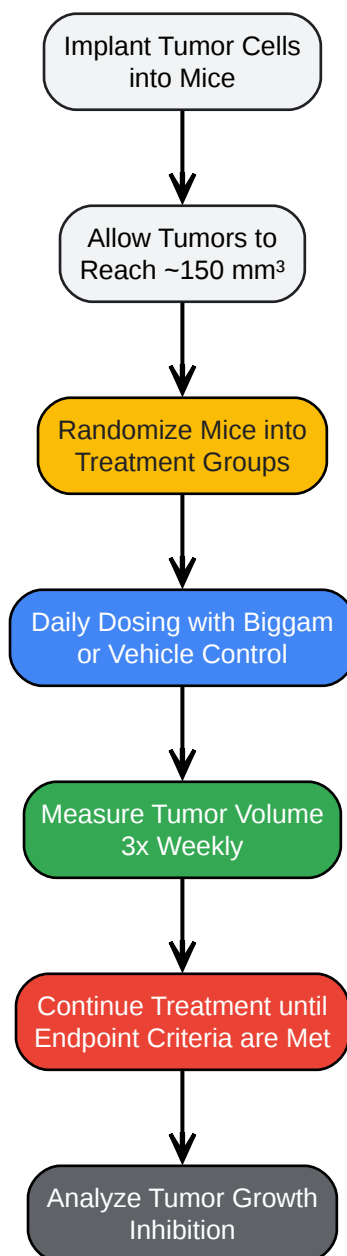 Implant Tumor Cells
into Mice
Allow Tumors to
Reach ~150 mm³
Randomize Mice into
Treatment Groups
Daily Dosing with Biggam
or Vehicle Control
Measure Tumor Volume
3x Weekly
Continue Treatment until
Endpoint Criteria are Met
Analyze Tumor Growth
Inhibition